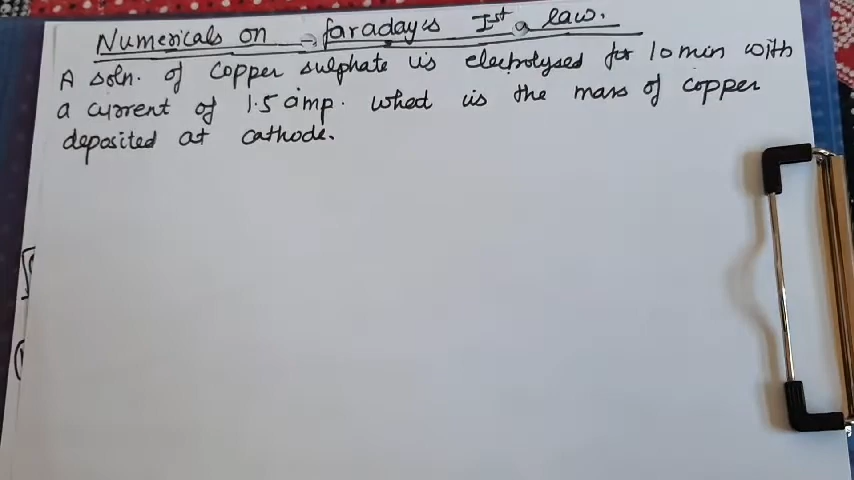 Numericals on → faraday's Ist law.
A soln. of Copper sulphate is electrolysed for 10 min with
a current of 1.5 amp. whed is the mass of copper
deposited at cathode.